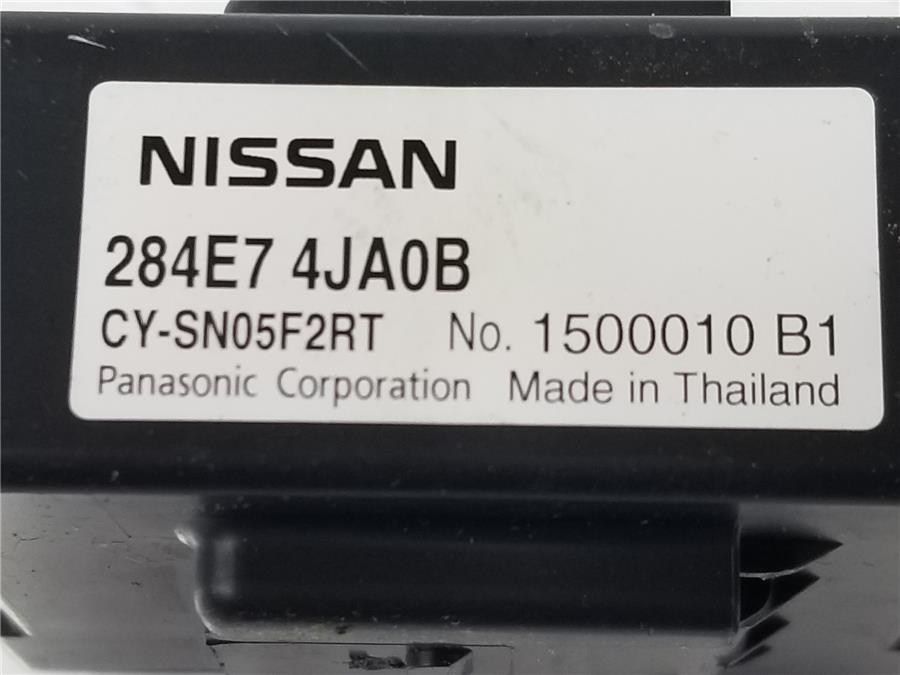 NISSAN
284E7 4JA0B
CY-SN05F2RT No. 1500010 B1
Panasonic Corporation Made in Thailand